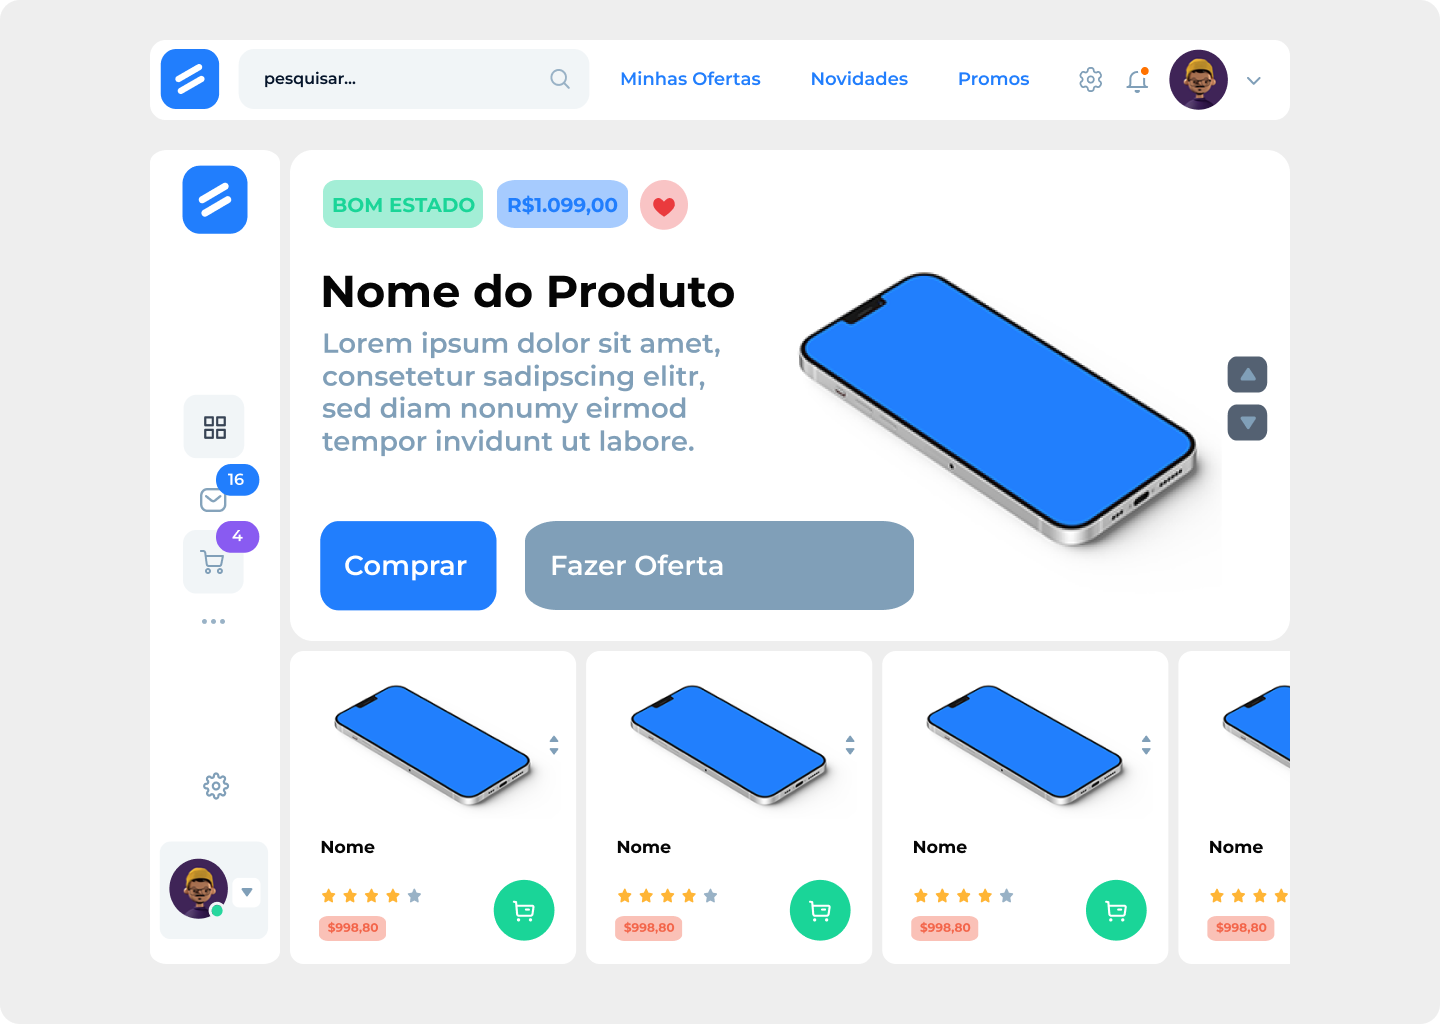 pesquisar...
Minhas Ofertas
Novidades
Promos
BOM ESTADO
R$1.099,00
Nome do Produto
Lorem ipsum dolor sit amet,
consetetur sadipscing elitr,
sed diam nonumy eirmod
tempor invidunt ut labore.
16
4
Comprar
Fazer Oferta
Nome
$998,80
Nome
$998,80
Nome
$998,80
Nome
$998,80